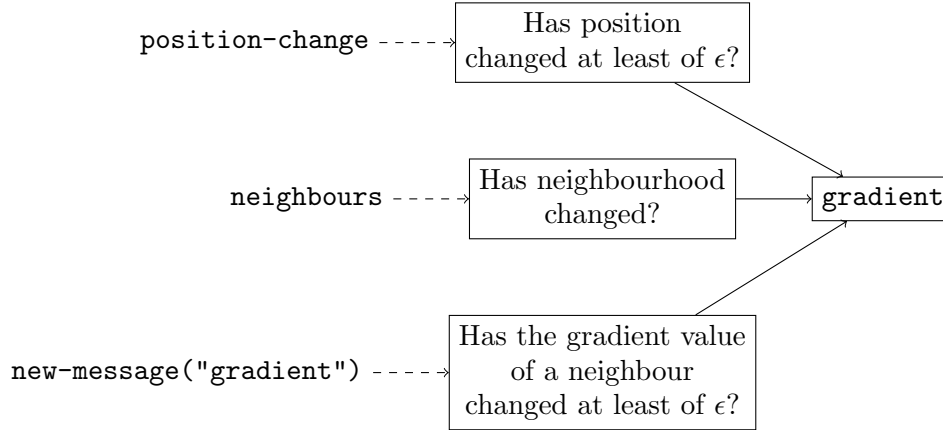 position-change
Has position
changed at least of ϵ?
neighbours
Has neighbourhood
changed?
gradient
new-message("gradient")
Has the gradient value
of a neighbour
changed at least of ϵ?